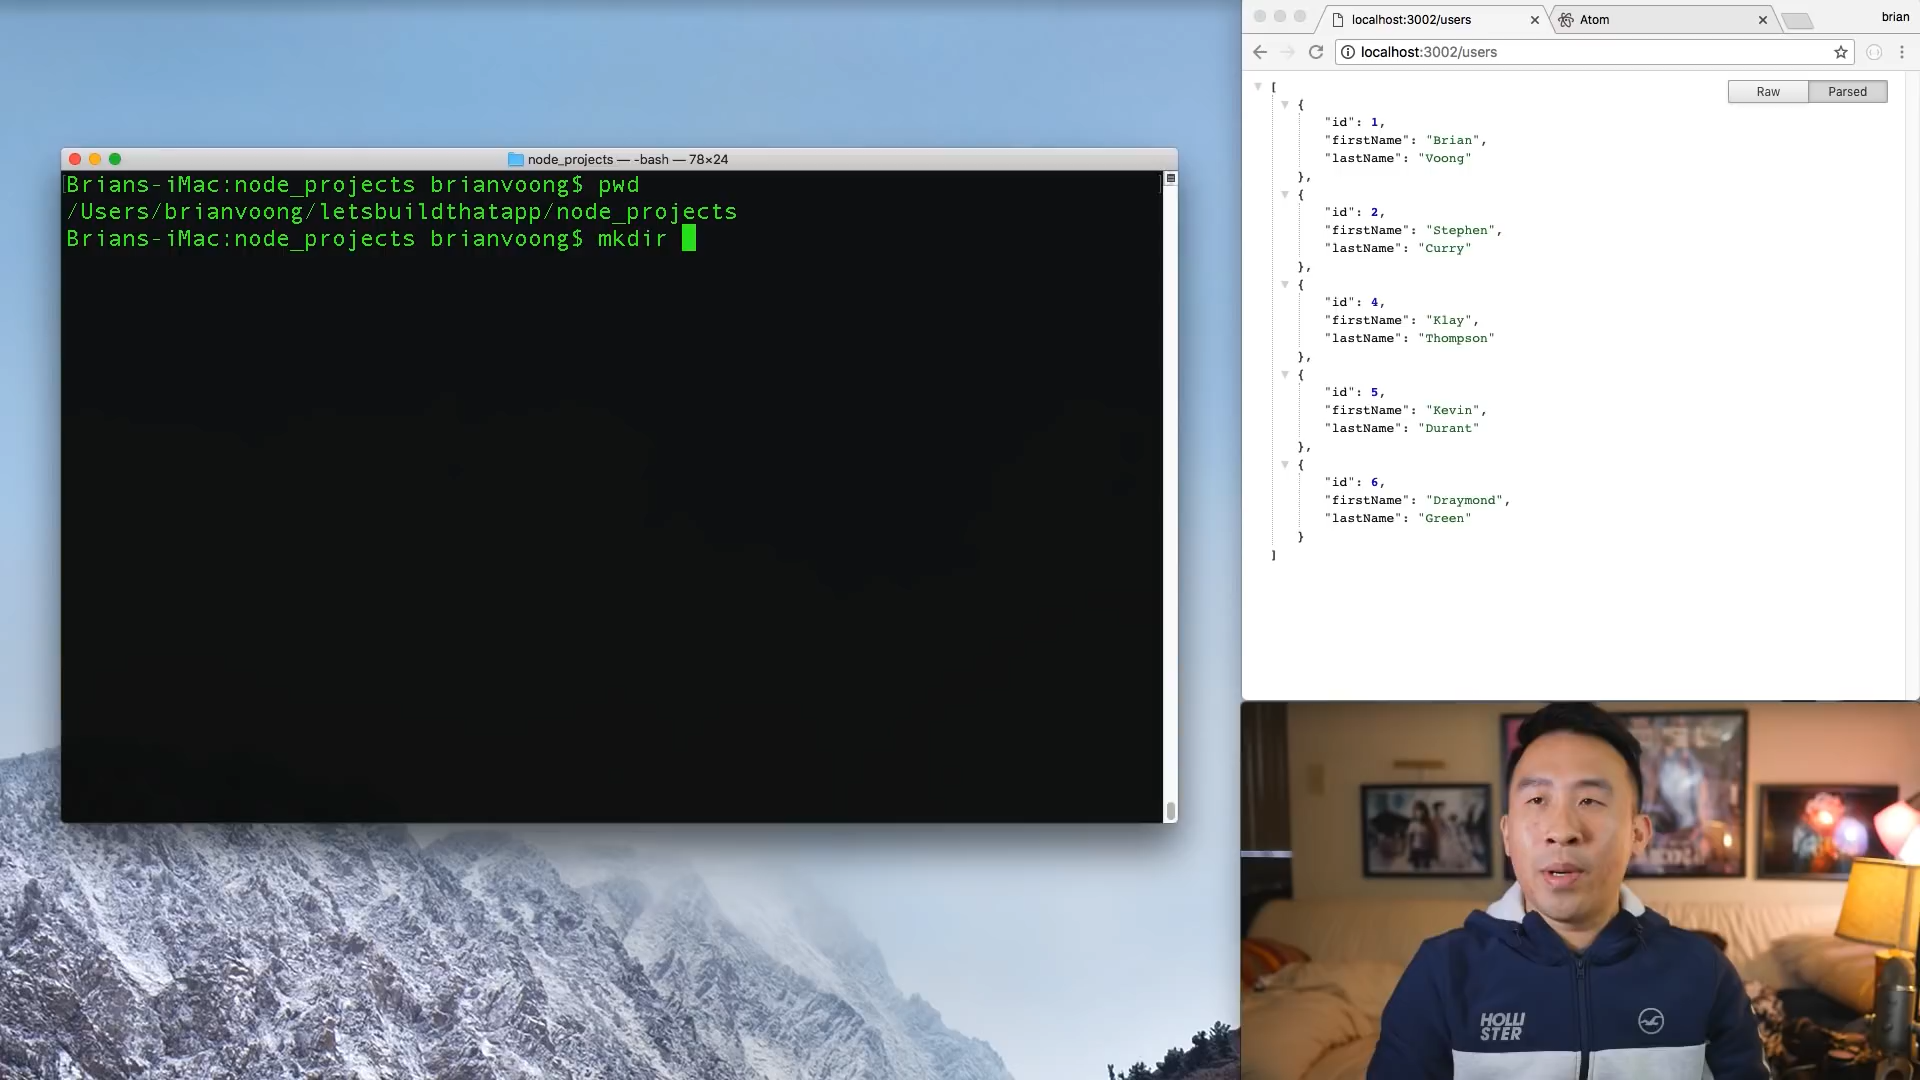 node_projects — -bash — 78×24
Brians-iMac:node_projects brianvoong$ pwd
/Users/brianvoong/letsbuildthatapp/node_projects
Brians-iMac:node_projects brianvoong$ mkdir
localhost:3002/users
Atom
brian
localhost:3002/users
Raw
Parsed
[
{
"id": 1,
"firstName": "Brian",
"lastName": "Voong"
},
{
"id": 2,
"firstName": "Stephen",
"lastName": "Curry"
},
{
"id": 4,
"firstName": "Klay",
"lastName": "Thompson"
},
{
"id": 5,
"firstName": "Kevin",
"lastName": "Durant"
},
{
"id": 6,
"firstName": "Draymond",
"lastName": "Green"
}
]
HOLLI
STER